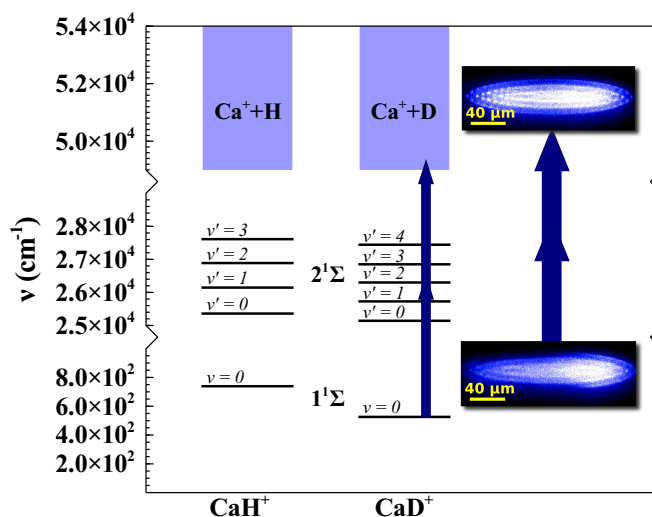 5.4×10⁴
5.2×10⁴
5.0×10⁴
2.8×10⁴
2.7×10⁴
2.6×10⁴
2.5×10⁴
8.0×10²
6.0×10²
4.0×10²
2.0×10²
ν (cm⁻¹)
Ca⁺+H
Ca⁺+D
v' = 3
v' = 2
v' = 1
v' = 0
v = 0
2¹Σ
1¹Σ
v' = 4
v' = 3
v' = 2
v' = 1
v' = 0
v = 0
40 µm
40 µm
CaH⁺
CaD⁺